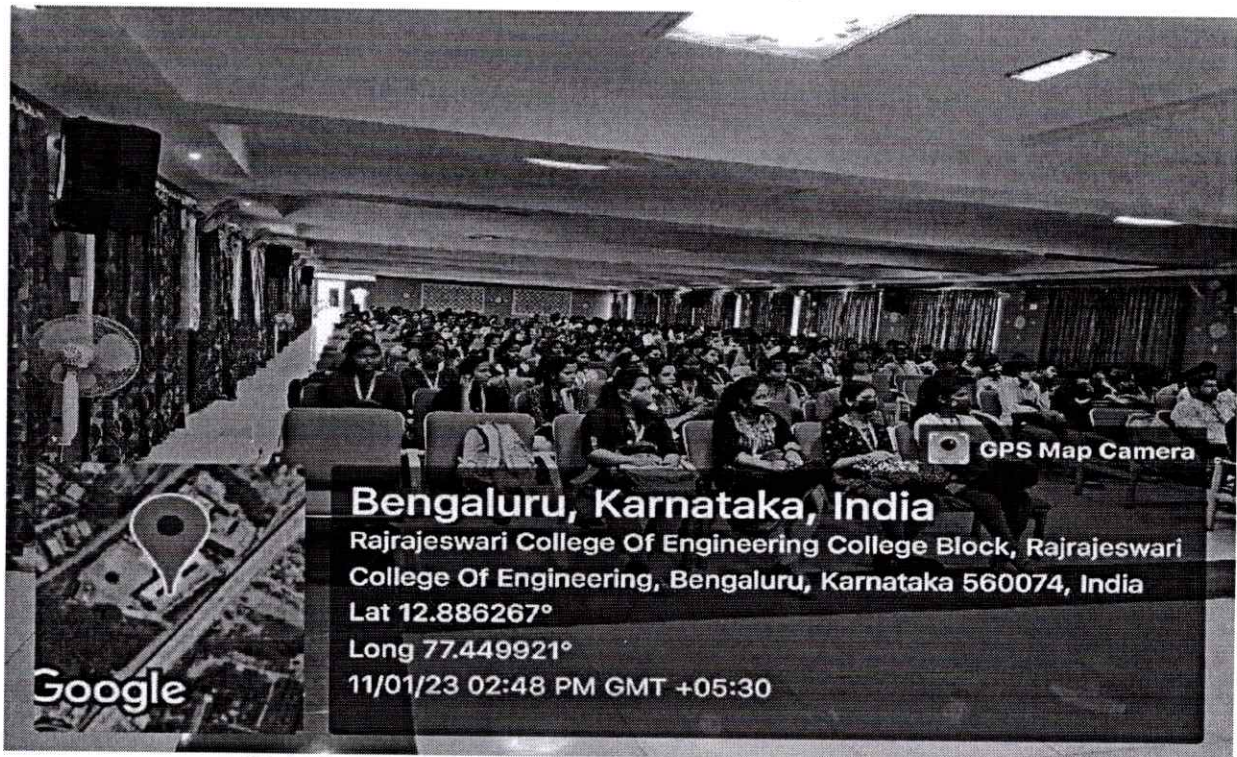 GPS Map Camera
Bengaluru, Karnataka, India
Rajrajeswari College Of Engineering College Block, Rajrajeswari
College Of Engineering, Bengaluru, Karnataka 560074, India
Lat 12.886267°
Long 77.449921°
11/01/23 02:48 PM GMT +05:30
Google